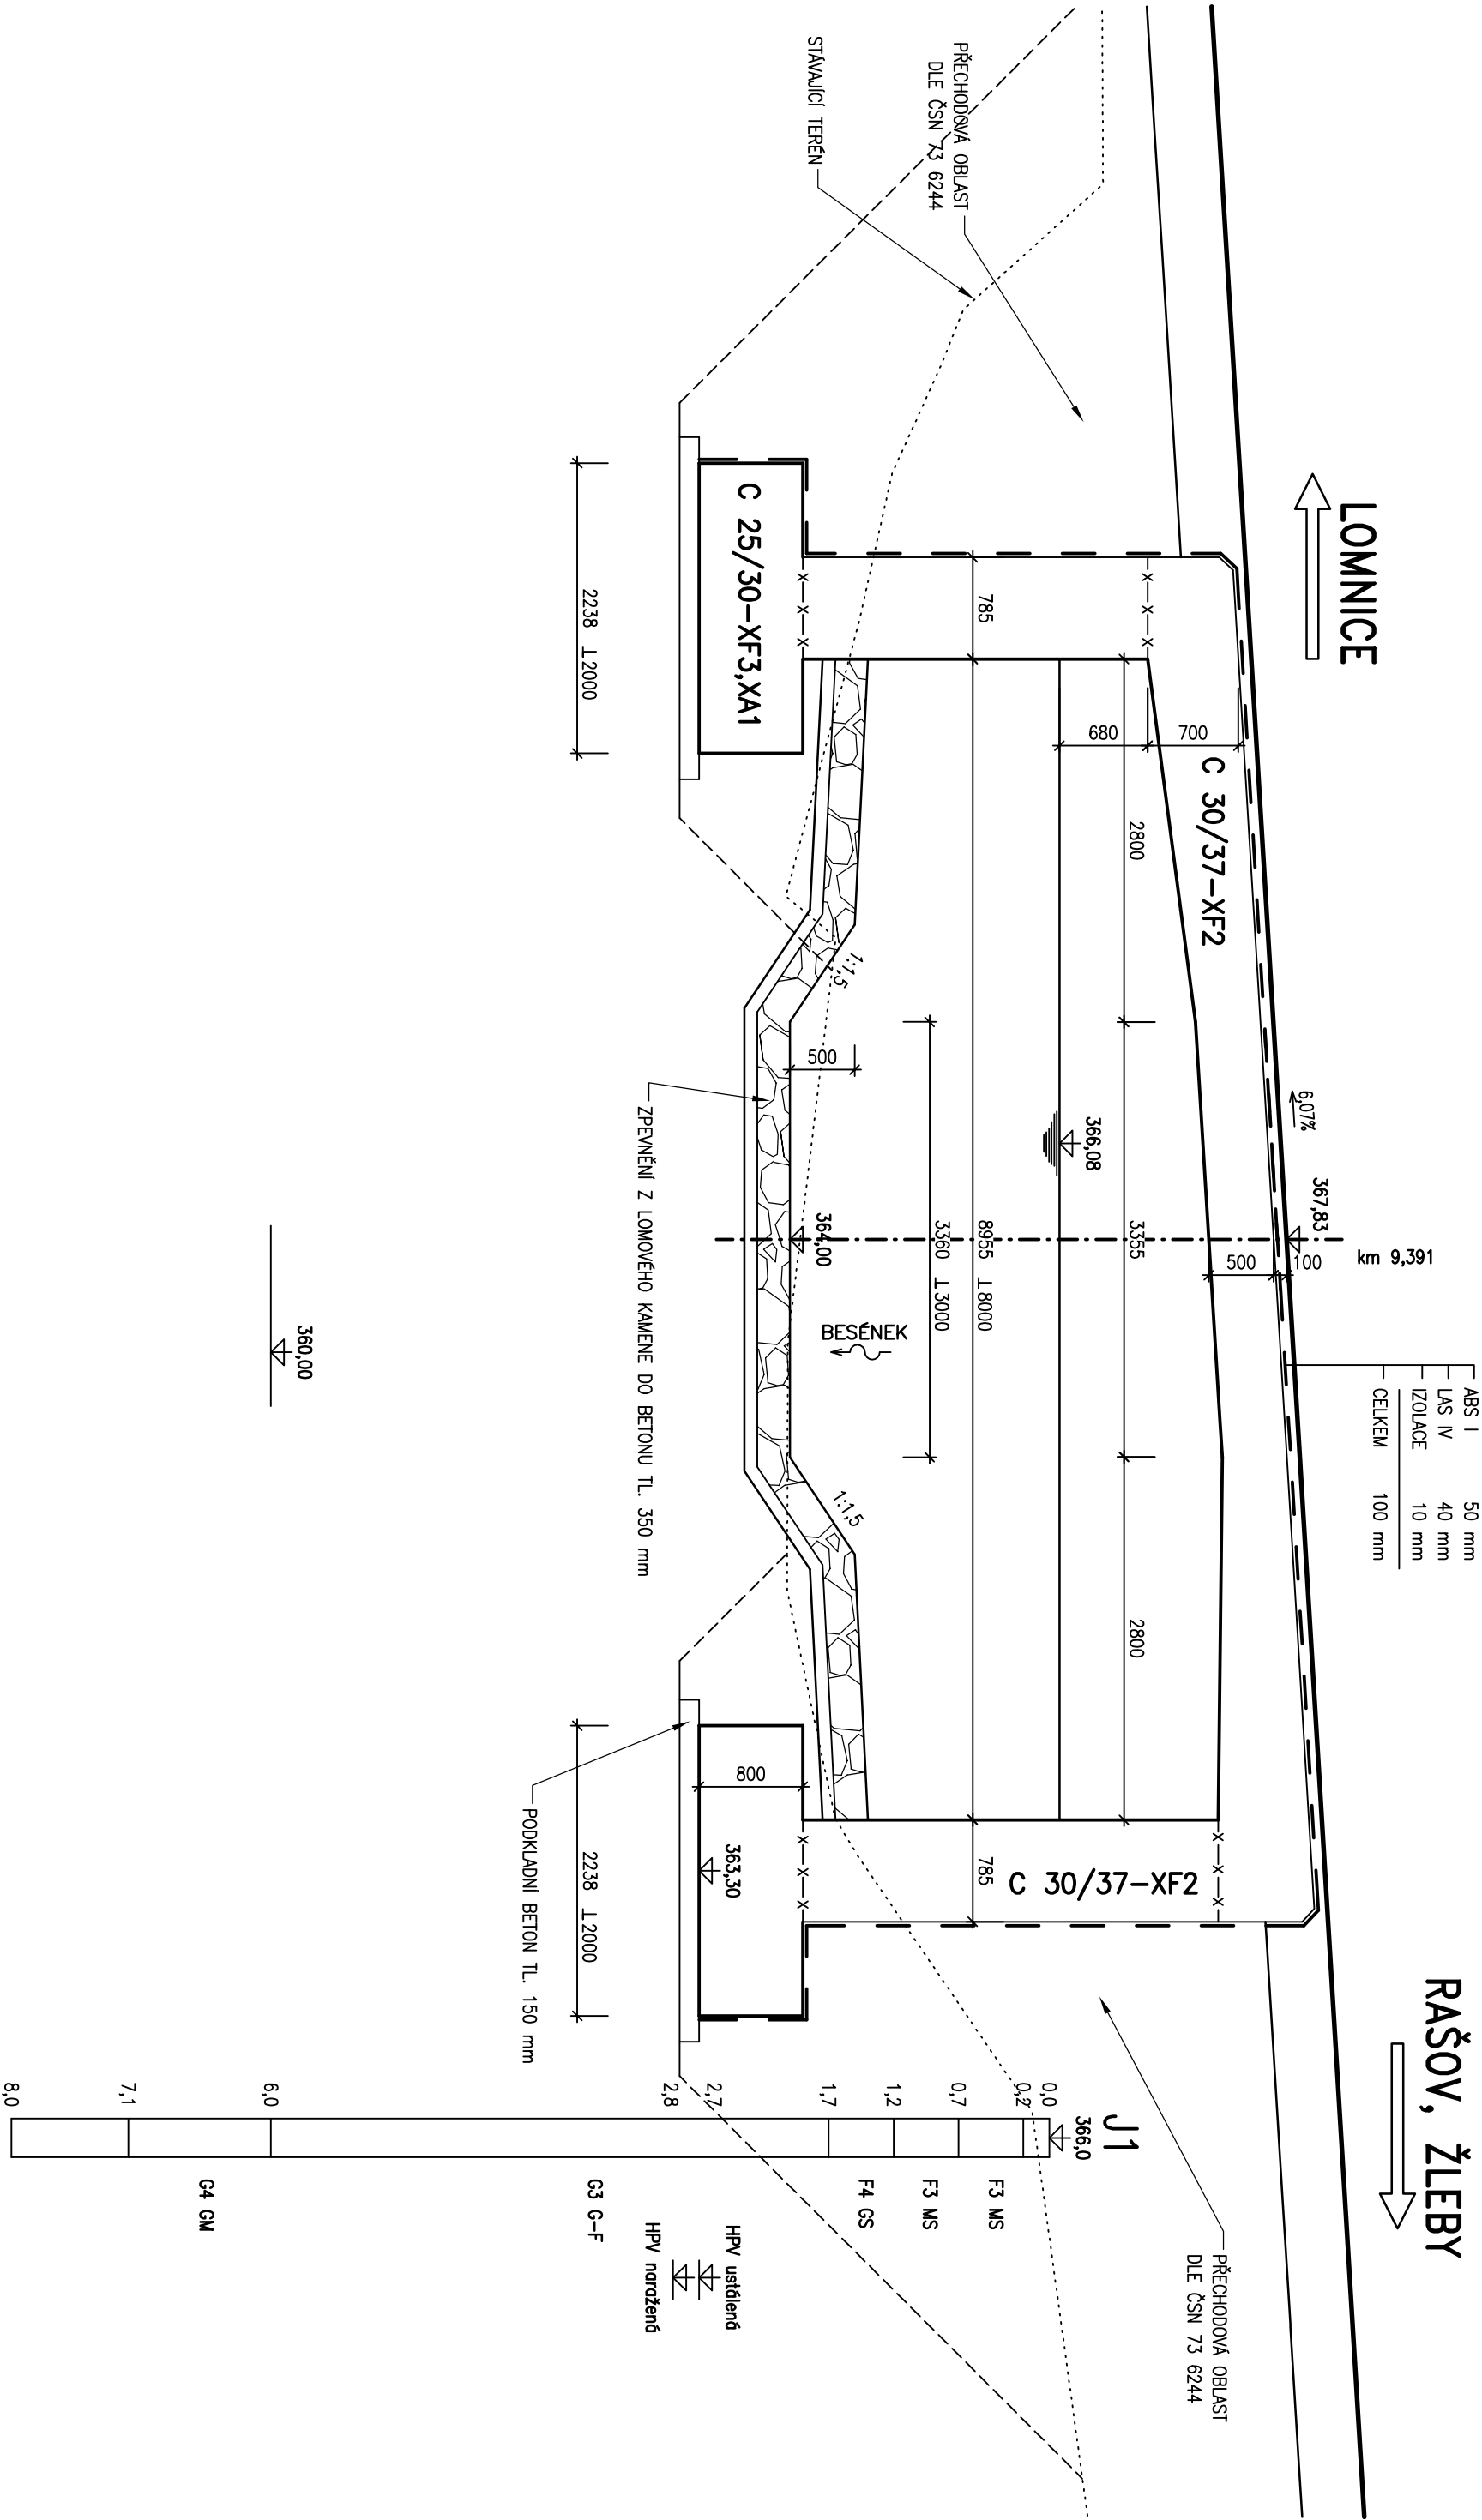 LOMNICE
RAŠOV, ŽLEBY
ABS I 50 mm
LAS IV 40 mm
IZOLACE 10 mm
CELKEM 100 mm
km 9,391
367,83
6,07%
500
100
C 30/37-XF2
700
680
2800
3355
2800
366,08
785
8955 ⊥8000
785
3360 ⊥3000
C 30/37-XF2
PŘECHODOVÁ OBLAST
DLE ČSN 73 6244
STÁVAJÍCÍ TERÉN
PŘECHODOVÁ OBLAST
DLE ČSN 73 6244
1:1,5
500
364,00
BESÉNEK
1:1,5
C 25/30-XF3,XA1
800
363,30
2238 ⊥2000
2238 ⊥2000
ZPEVNĚNÍ Z LOMOVÉHO KAMENE DO BETONU TL. 350 mm
PODKLADNÍ BETON TL. 150 mm
360,00
J1
366,0
0,0
0,2
F3 MS
0,7
F3 MS
1,2
F4 GS
1,7
2,7
HPV ustálená
2,8
HPV naražená
G3 G-F
6,0
G4 GM
7,1
8,0